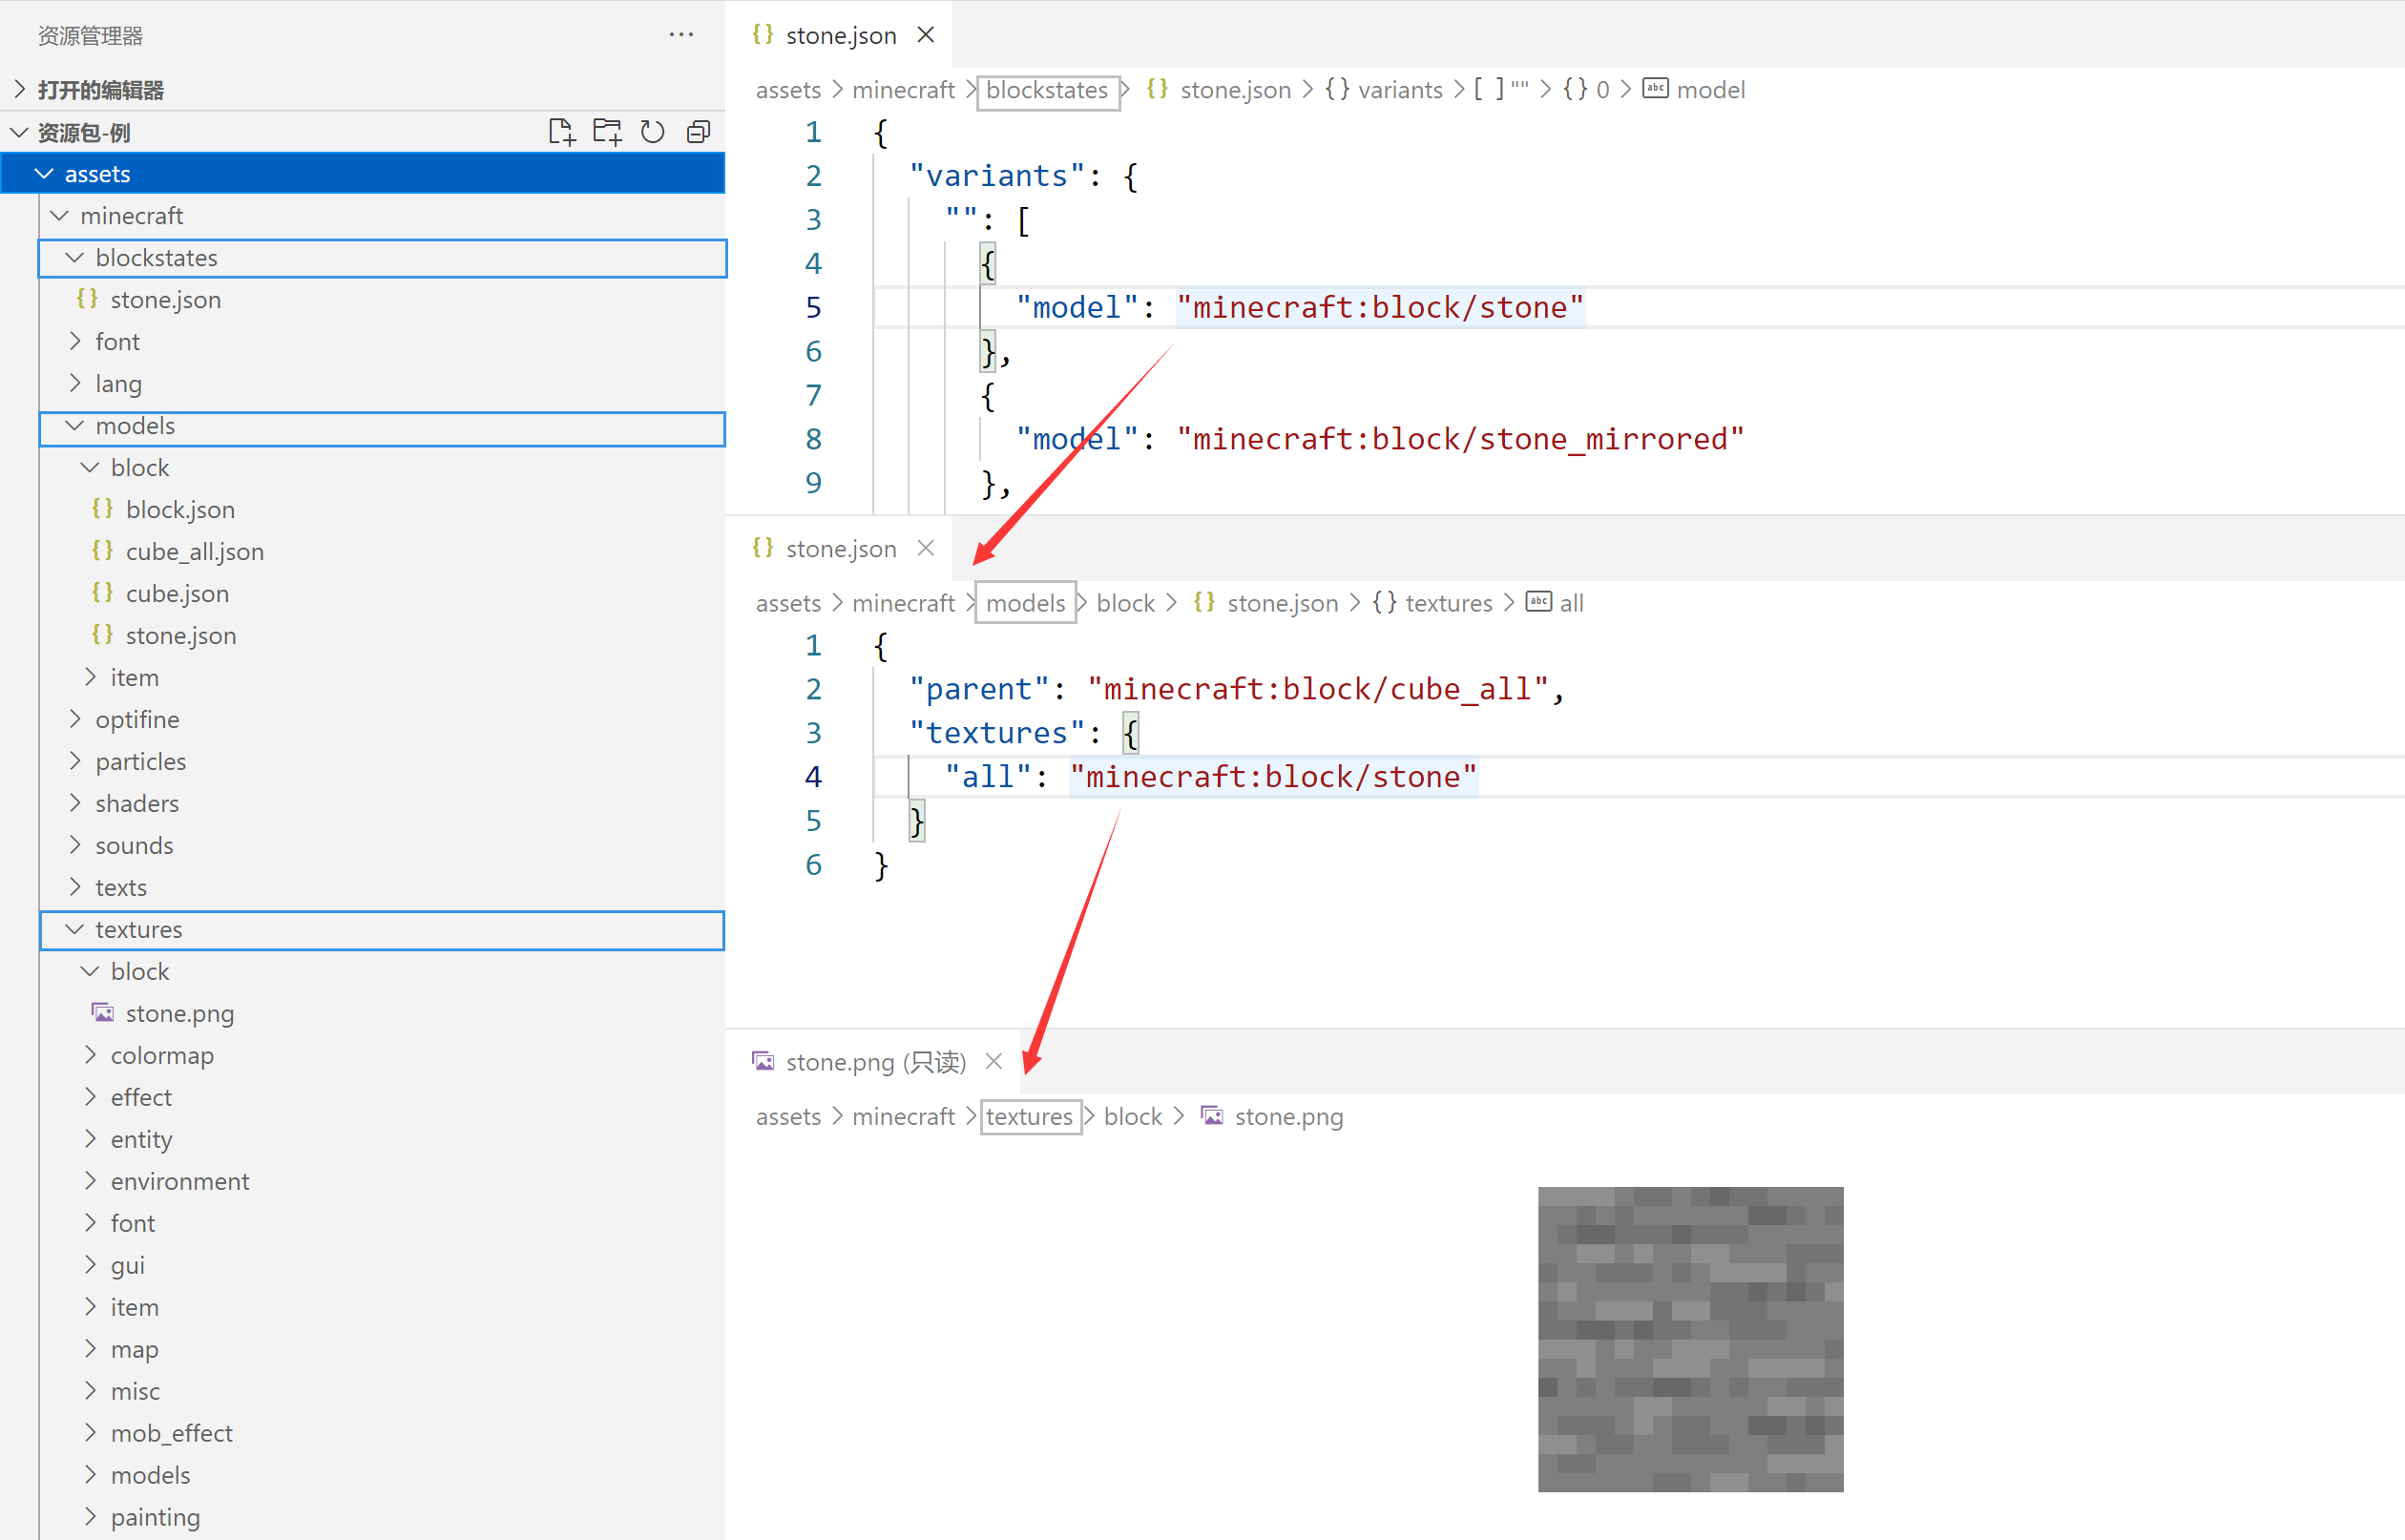 资源管理器
打开的编辑器
资源包-例
assets
minecraft
blockstates
stone.json
font
lang
models
block
block.json
cube_all.json
cube.json
stone.json
item
optifine
particles
shaders
sounds
texts
textures
block
stone.png
colormap
effect
entity
environment
font
gui
item
map
misc
mob_effect
models
painting
stone.json
assets > minecraft > blockstates > {} stone.json > {} variants > [ ] "" > {} 0 > abc model
1 {
2 "variants": {
3 "": [
4 {
5 "model": "minecraft:block/stone"
6 },
7 {
8 "model": "minecraft:block/stone_mirrored"
9 },
stone.json
assets > minecraft > models > block > {} stone.json > {} textures > abc all
1 {
2 "parent": "minecraft:block/cube_all",
3 "textures": {
4 "all": "minecraft:block/stone"
5 }
6 }
stone.png (只读)
assets > minecraft > textures > block > stone.png